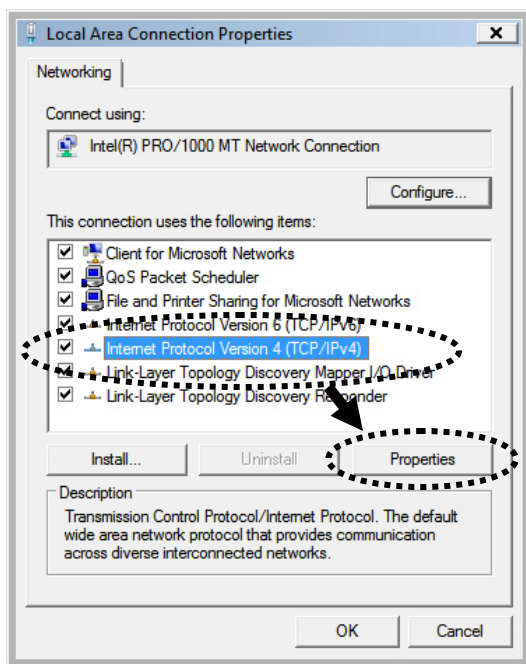 Local Area Connection Properties
Networking
Connect using:
Intel(R) PRO/1000 MT Network Connection
Configure...
This connection uses the following items:
Client for Microsoft Networks
QoS Packet Scheduler
File and Printer Sharing for Microsoft Networks
Internet Protocol Version 6 (TCP/IPv6)
Internet Protocol Version 4 (TCP/IPv4)
Link-Layer Topology Discovery Mapper I/O Driver
Link-Layer Topology Discovery Responder
Install...
Uninstall
Properties
Description
Transmission Control Protocol/Internet Protocol. The default
wide area network protocol that provides communication
across diverse interconnected networks.
OK
Cancel